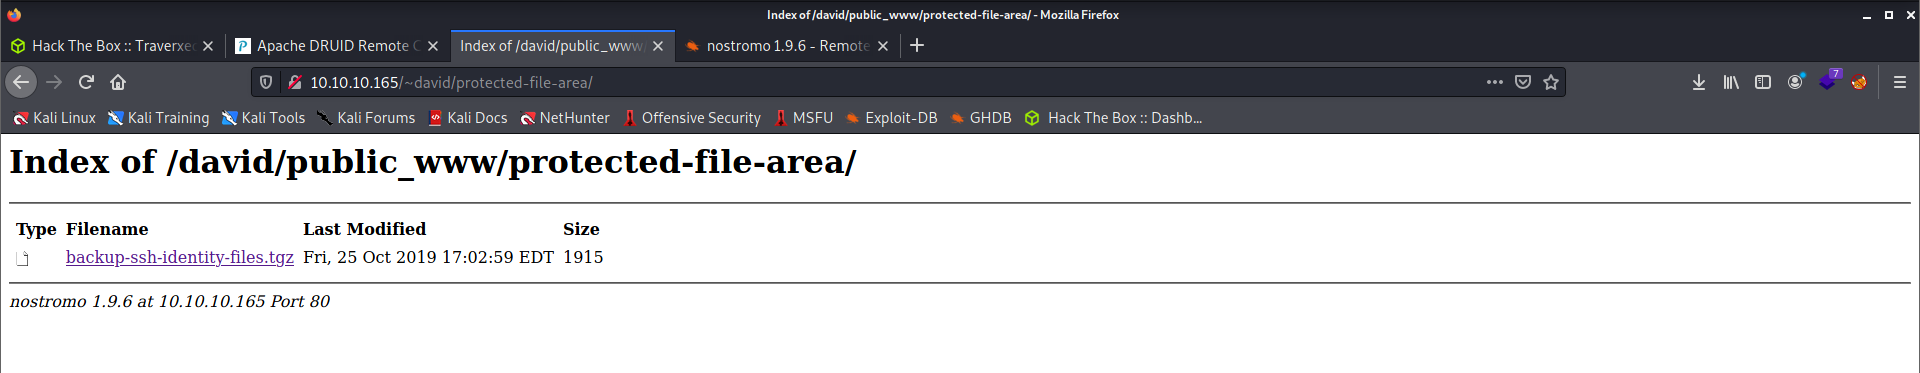 Index of /david/public_www/protected-file-area/ - Mozilla Firefox
Hack The Box :: Traverxe Apache DRUID Remote C Index of /david/public_www/ nostromo 1.9.6 - Remote
10.10.10.165/~david/protected-file-area/ 7
Kali Linux Kali Training Kali Tools Kali Forums Kali Docs NetHunter Offensive Security MSFU Exploit-DB GHDB Hack The Box :: Dashb...
Index of /david/public_www/protected-file-area/
Type Filename Last Modified Size
backup-ssh-identity-files.tgz Fri, 25 Oct 2019 17:02:59 EDT 1915
nostromo 1.9.6 at 10.10.10.165 Port 80